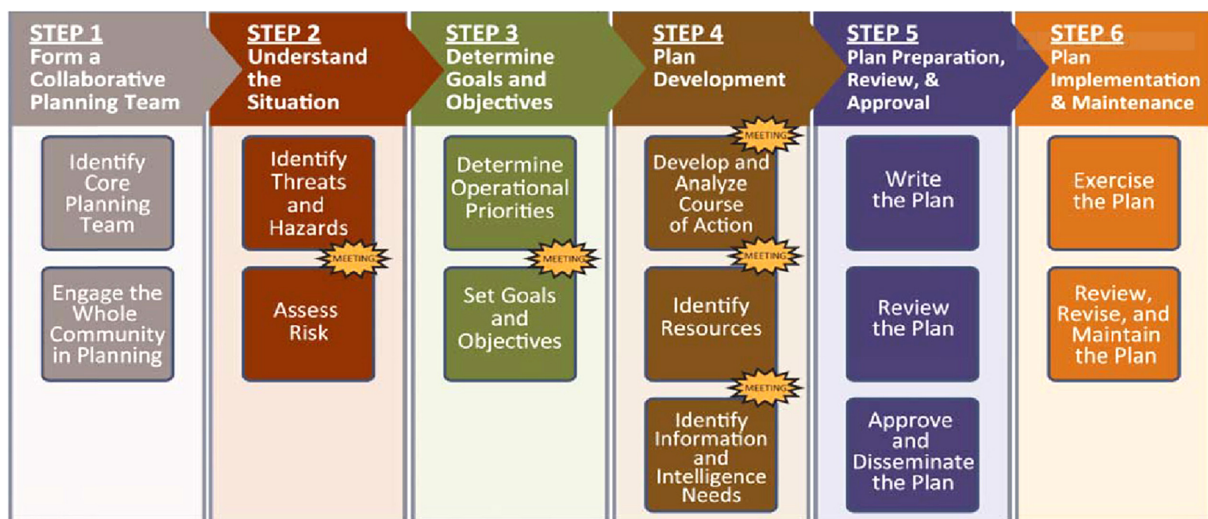 STEP 1
Form a
Collaborative
Planning Team
STEP 2
Understand
the
Situation
STEP 3
Determine
Goals and
Objectives
STEP 4
Plan
Development
STEP 5
Plan Preparation,
Review, &
Approval
STEP 6
Plan
Implementation
& Maintenance
Identify
Core
Planning
Team
Engage the
Whole
Community
in Planning
Identify
Threats
and
Hazards
MEETING
Assess
Risk
Determine
Operational
Priorities
MEETING
Set Goals
and
Objectives
MEETING
Develop and
Analyze
Course
of Action
MEETING
Identify
Resources
MEETING
Identify
Information
and
Intelligence
Needs
Write
the Plan
Review
the Plan
Approve
and
Disseminate
the Plan
Exercise
the Plan
Review,
Revise, and
Maintain
the Plan